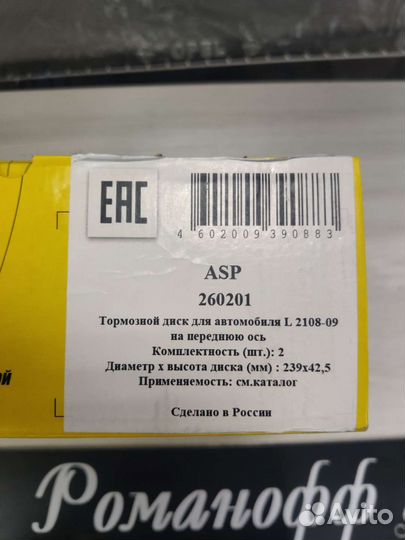 EAC
4 602009 390883
ASP
260201
Тормозной диск для автомобиля L 2108-09
на переднюю ось
Комплектность (шт.): 2
Диаметр х высота диска (мм) : 239х42,5
Применяемость: см.каталог
Сделано в России
ой
Романофф
Avito